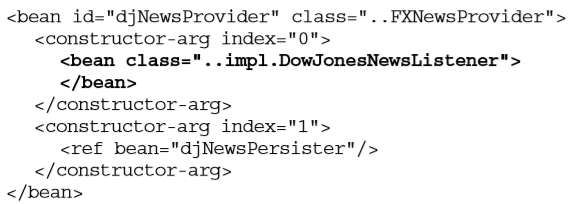 <bean id="djNewsProvider" class="..FXNewsProvider">
<constructor-arg index="0">
<bean class="..impl.DowJonesNewsListener">
</bean>
</constructor-arg>
<constructor-arg index="1">
<ref bean="djNewsPersister"/>
</constructor-arg>
</bean>